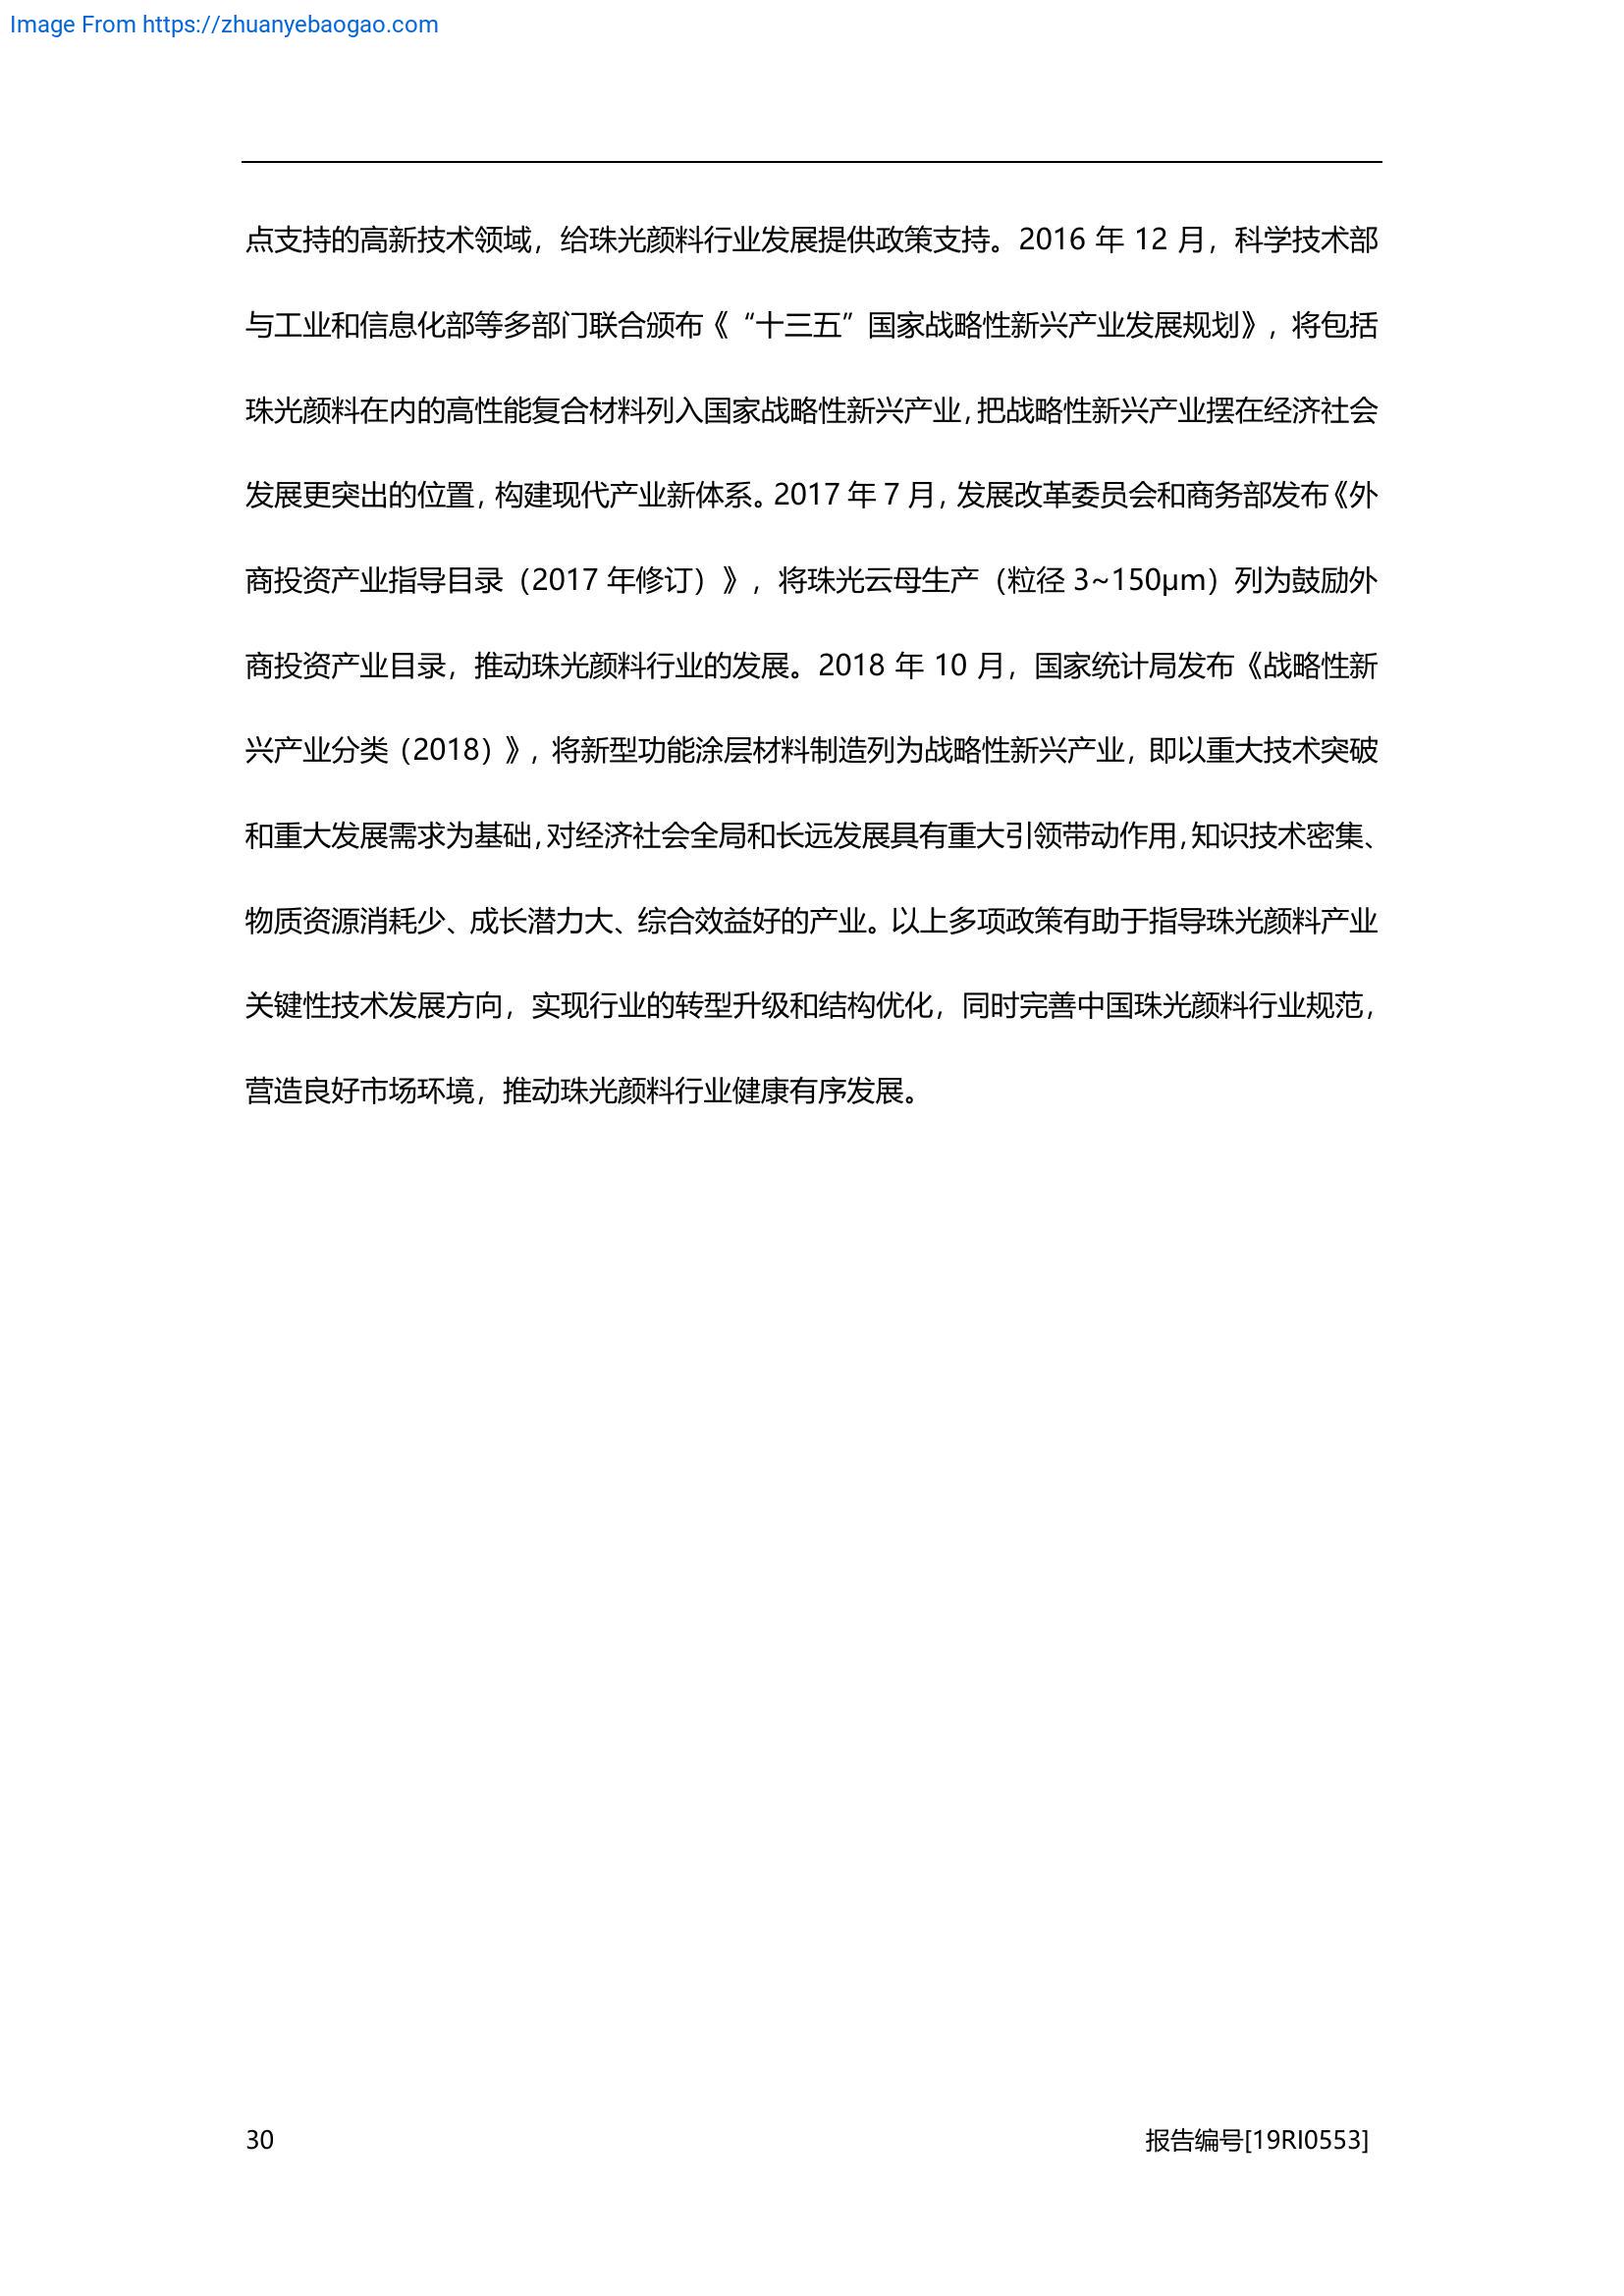 Image From https://zhuanyebaogao.com
点支持的高新技术领域，给珠光颜料行业发展提供政策支持。2016 年 12 月，科学技术部
与工业和信息化部等多部门联合颁布《“十三五”国家战略性新兴产业发展规划》，将包括
珠光颜料在内的高性能复合材料列入国家战略性新兴产业，把战略性新兴产业摆在经济社会
发展更突出的位置，构建现代产业新体系。2017 年 7 月，发展改革委员会和商务部发布《外
商投资产业指导目录（2017 年修订）》，将珠光云母生产（粒径 3~150μm）列为鼓励外
商投资产业目录，推动珠光颜料行业的发展。2018 年 10 月，国家统计局发布《战略性新
兴产业分类（2018）》，将新型功能涂层材料制造列为战略性新兴产业，即以重大技术突破
和重大发展需求为基础，对经济社会全局和长远发展具有重大引领带动作用，知识技术密集、
物质资源消耗少、成长潜力大、综合效益好的产业。以上多项政策有助于指导珠光颜料产业
关键性技术发展方向，实现行业的转型升级和结构优化，同时完善中国珠光颜料行业规范，
营造良好市场环境，推动珠光颜料行业健康有序发展。
30 报告编号[19RI0553]